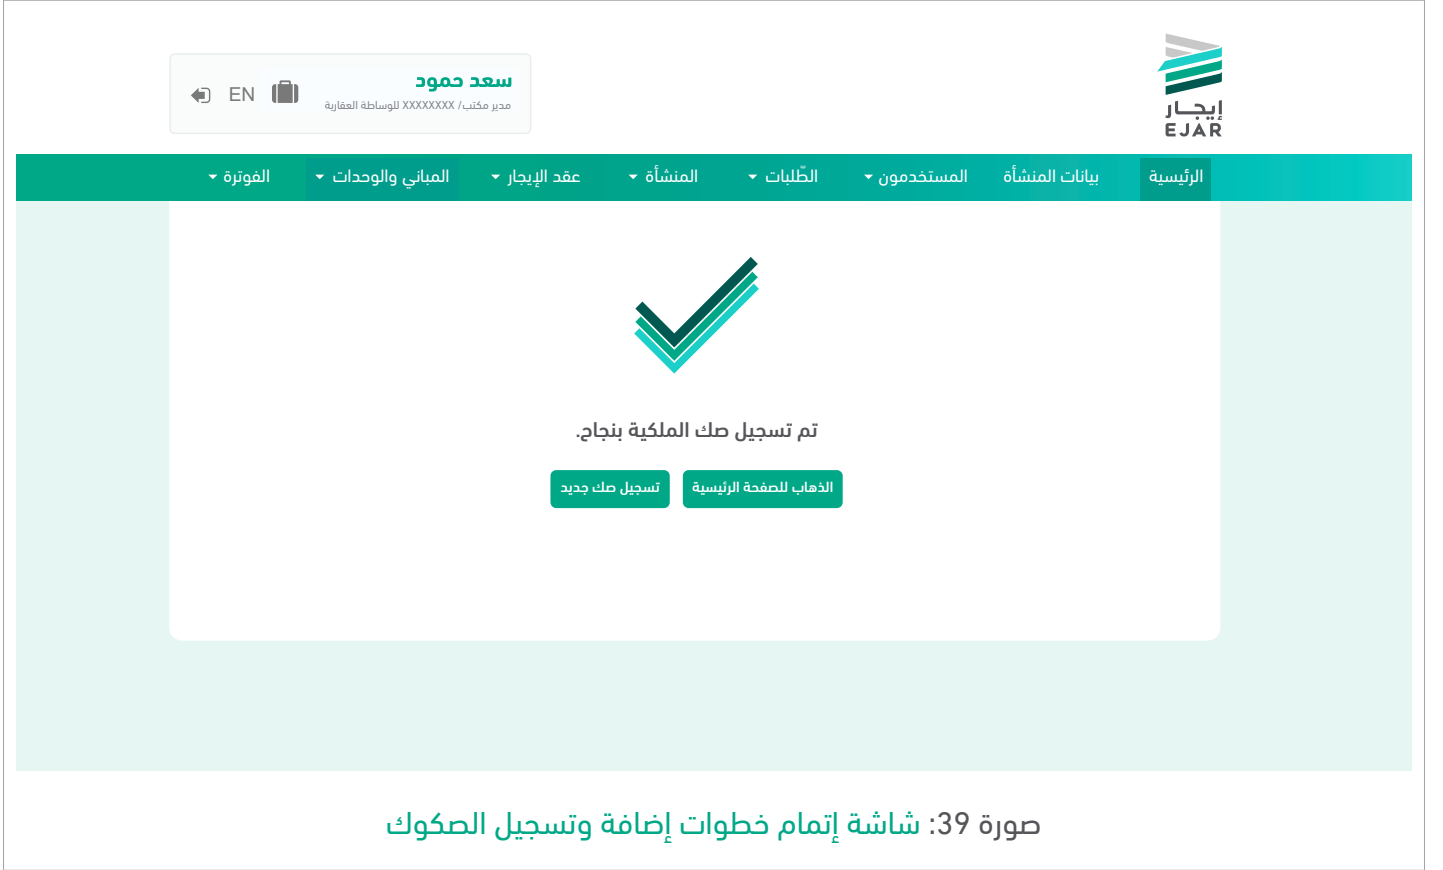 إيجار
EJAR
سعد حمود
مدير مكتب/ XXXXXXXX للوساطة العقارية
EN
الرئيسية
بيانات المنشأة
المستخدمون
الطّلبات
المنشأة
عقد الإيجار
المباني والوحدات
الفوترة
تم تسجيل صك الملكية بنجاح.
الذهاب للصفحة الرئيسية
تسجيل صك جديد
صورة 39: شاشة إتمام خطوات إضافة وتسجيل الصكوك